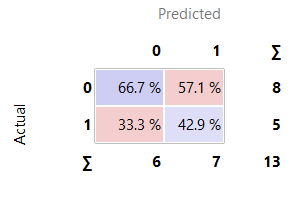 Predicted
0 1 ∑
0 66.7 % 57.1 % 8
Actual
1 33.3 % 42.9 % 5
∑ 6 7 13